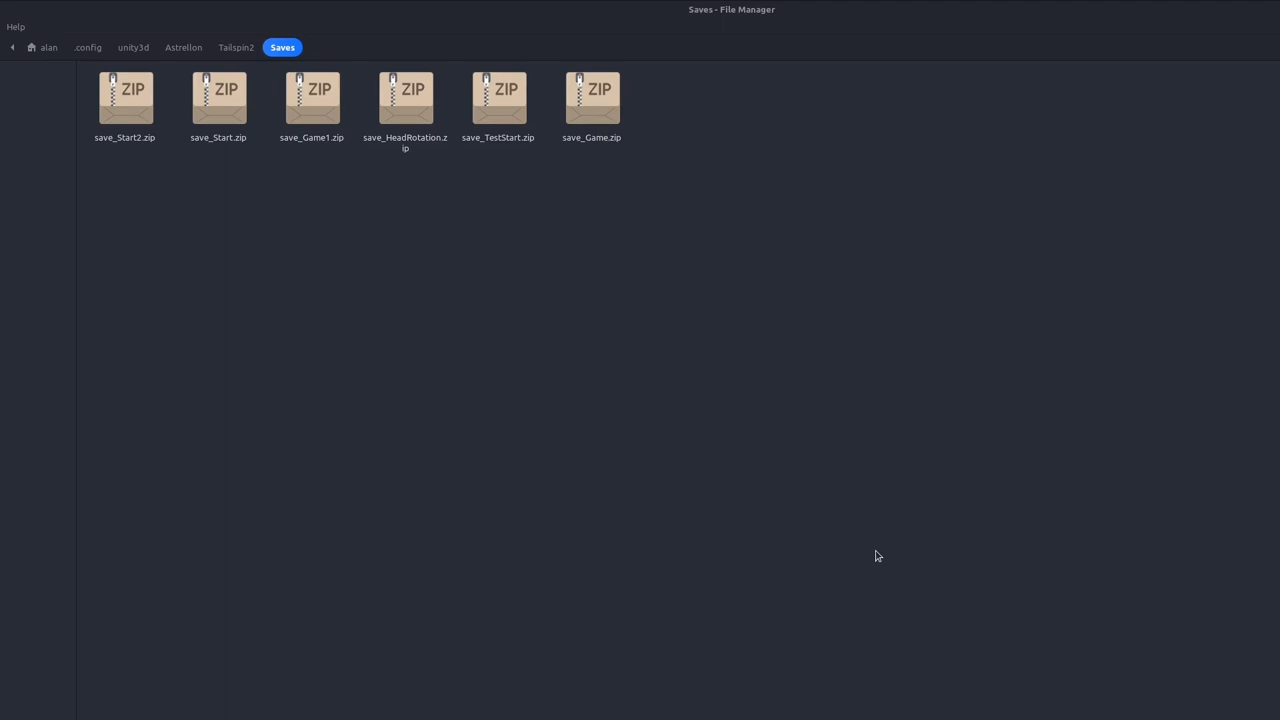 Saves - File Manager
Help
alan .config unity3d Astrellon Tailspin2 Saves
ZIP ZIP ZIP ZIP ZIP ZIP
save_Start2.zip save_Start.zip save_Game1.zip save_HeadRotation.z save_TestStart.zip save_Game.zip
ip